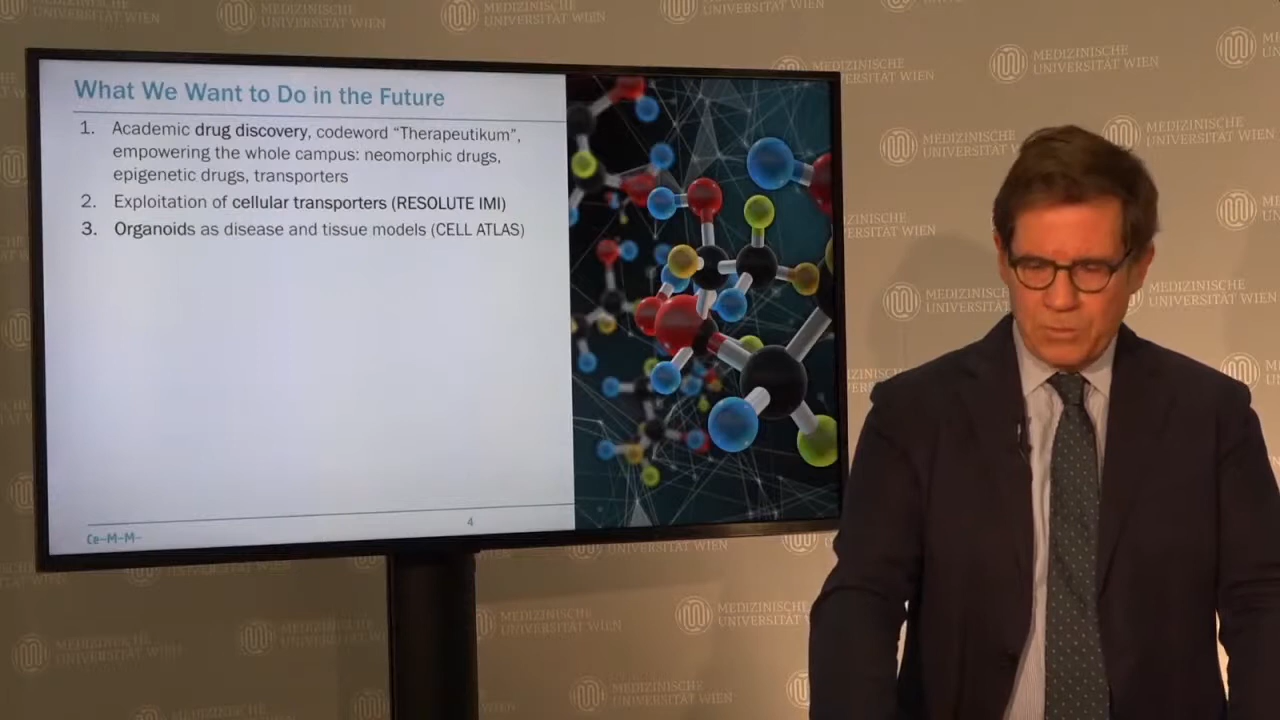 What We Want to Do in the Future
1. Academic drug discovery, codeword “Therapeutikum”,
empowering the whole campus: neomorphic drugs,
epigenetic drugs, transporters
2. Exploitation of cellular transporters (RESOLUTE IMI)
3. Organoids as disease and tissue models (CELL ATLAS)
4
Ce-M-M-
MEDIZINISCHE
UNIVERSITÄT WIEN